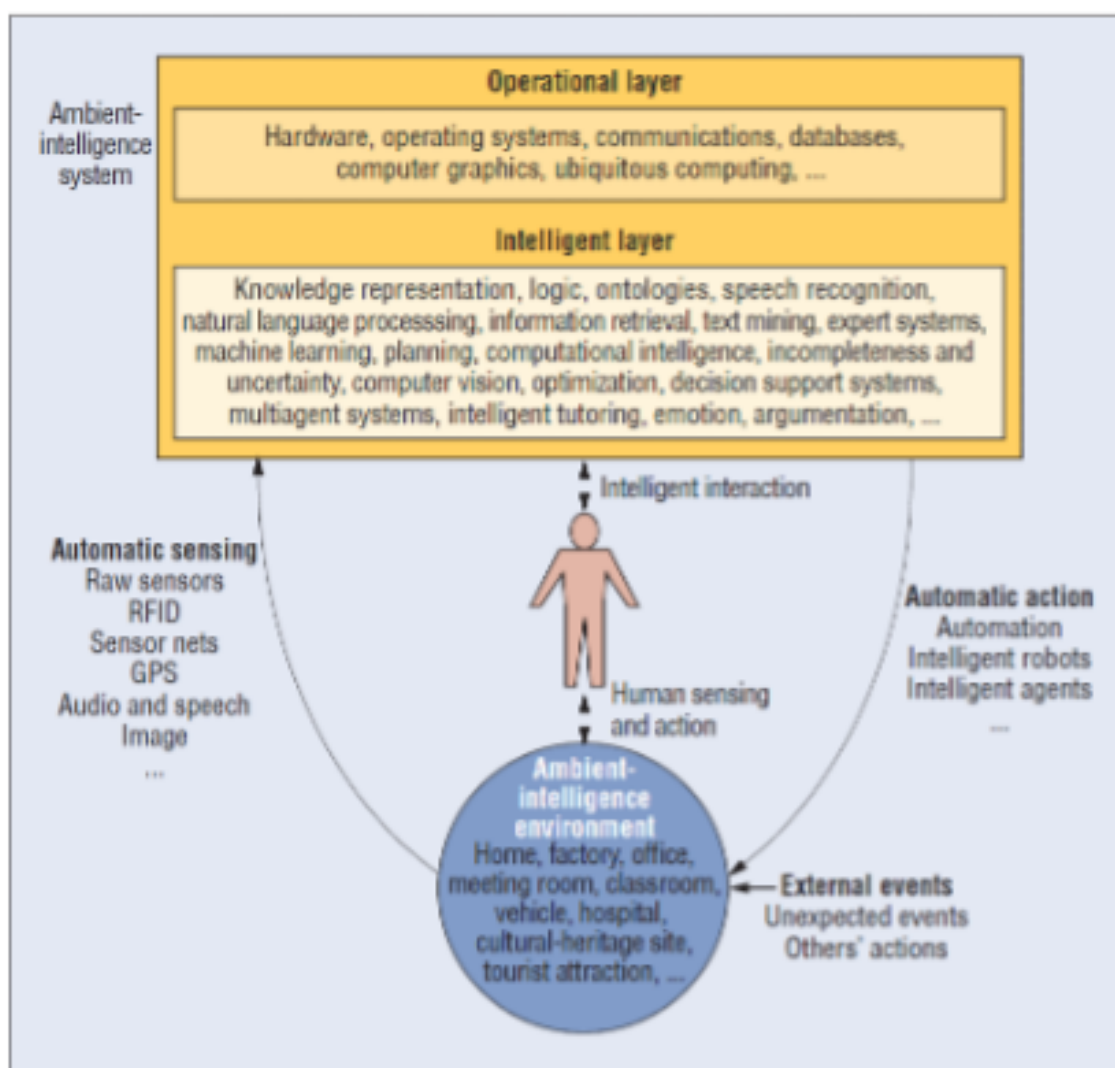 Ambient-
intelligence
system
Operational layer
Hardware, operating systems, communications, databases,
computer graphics, ubiquitous computing, ...
Intelligent layer
Knowledge representation, logic, ontologies, speech recognition,
natural language processsing, information retrieval, text mining, expert systems,
machine learning, planning, computational intelligence, incompleteness and
uncertainty, computer vision, optimization, decision support systems,
multiagent systems, intelligent tutoring, emotion, argumentation, ...
Intelligent interaction
Automatic sensing
Raw sensors
RFID
Sensor nets
GPS
Audio and speech
Image
...
Automatic action
Automation
Intelligent robots
Intelligent agents
...
Human sensing
and action
Ambient-
intelligence
environment
Home, factory, office,
meeting room, classroom,
vehicle, hospital,
cultural-heritage site,
tourist attraction, ...
External events
Unexpected events
Others' actions